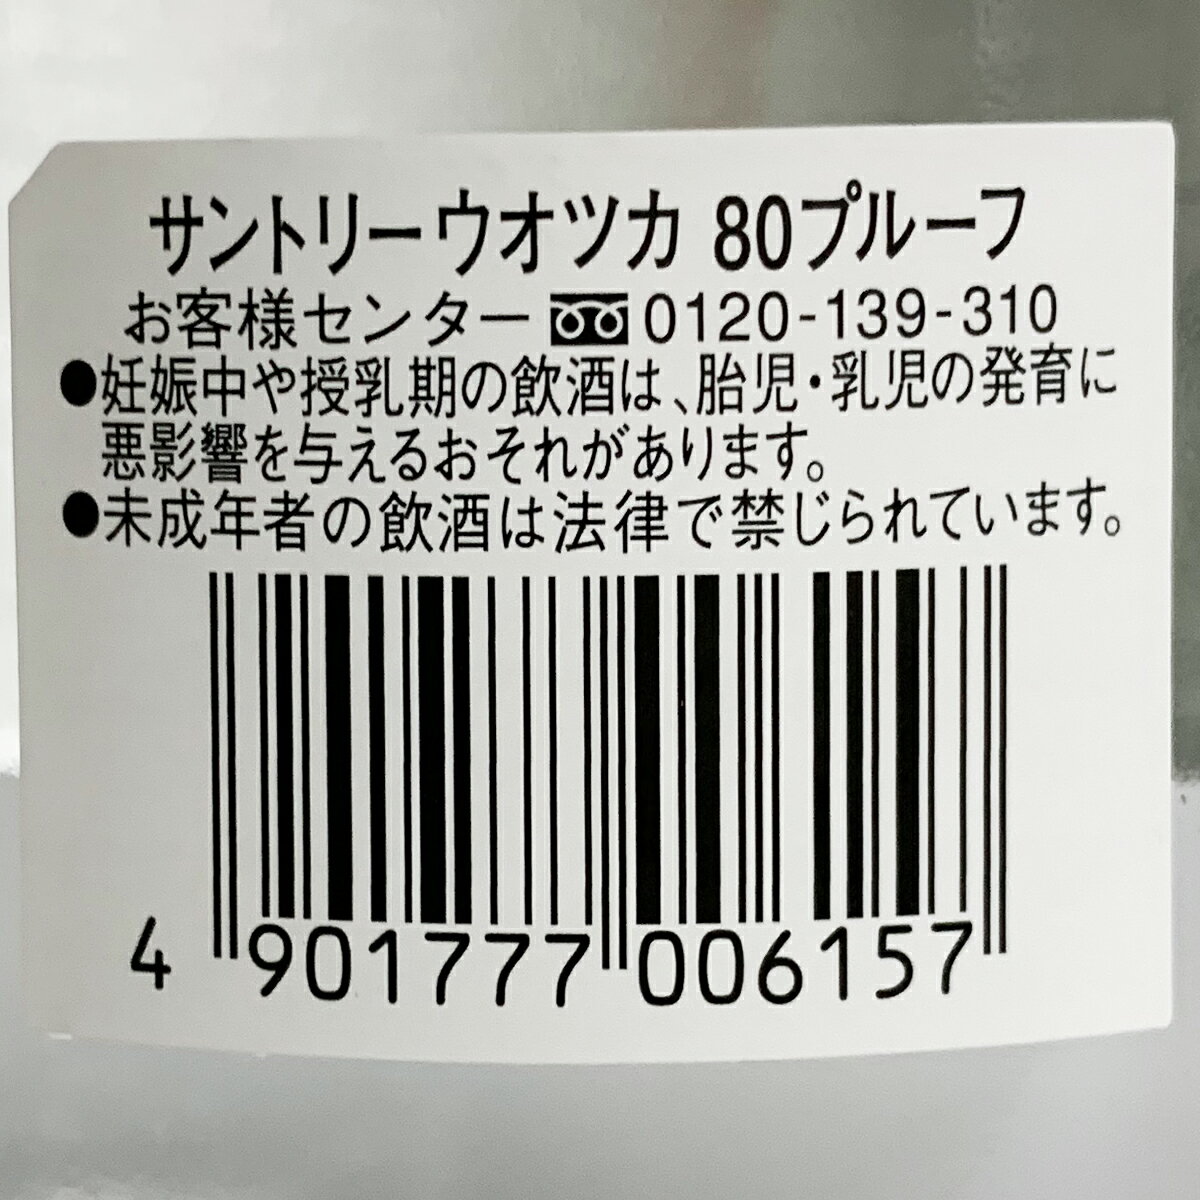 サントリーウオツカ 80プルーフ
お客様センター 0120-139-310
●妊娠中や授乳期の飲酒は、胎児・乳児の発育に
悪影響を与えるおそれがあります。
●未成年者の飲酒は法律で禁じられています。
4 901777 006157